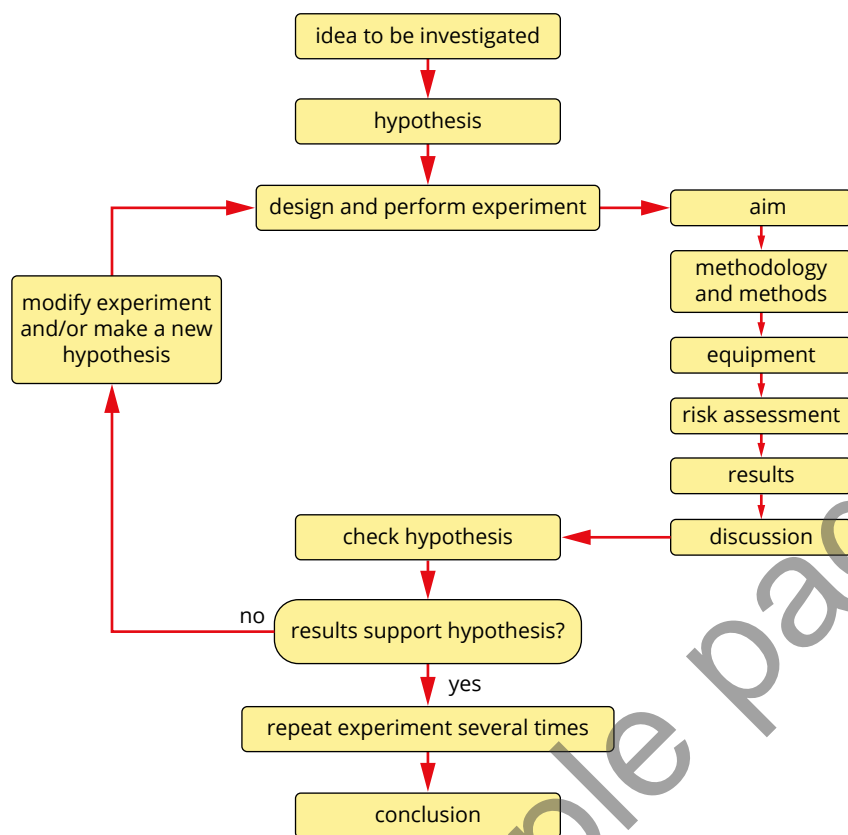 idea to be investigated
hypothesis
design and perform experiment
aim
methodology
and methods
equipment
risk assessment
results
discussion
check hypothesis
results support hypothesis?
no
modify experiment
and/or make a new
hypothesis
yes
repeat experiment several times
conclusion